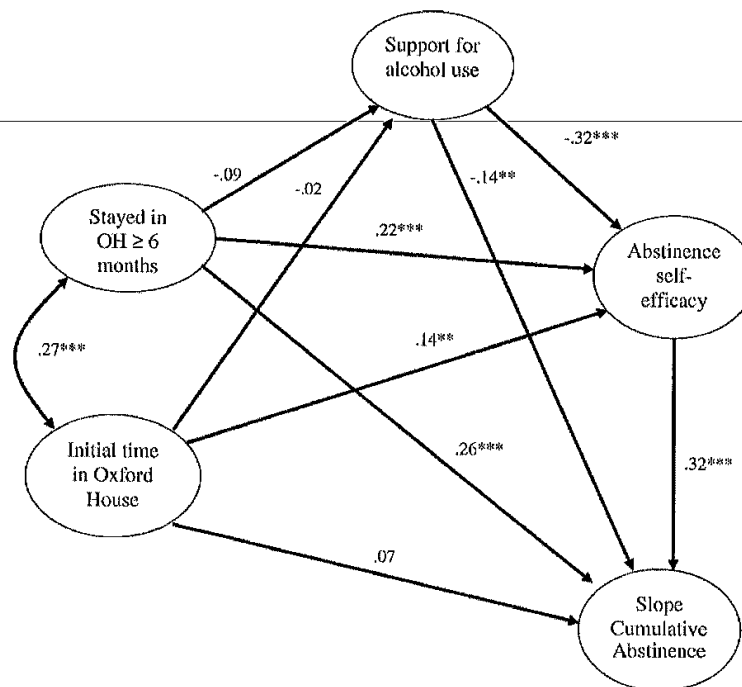 Support for
alcohol use
-.32***
-.09
-.02
-.14**
Stayed in
OH ≥ 6
months
.22***
Abstinence
self-
efficacy
.27***
.14**
Initial time
in Oxford
House
.26***
.32***
.07
Slope
Cumulative
Abstinence